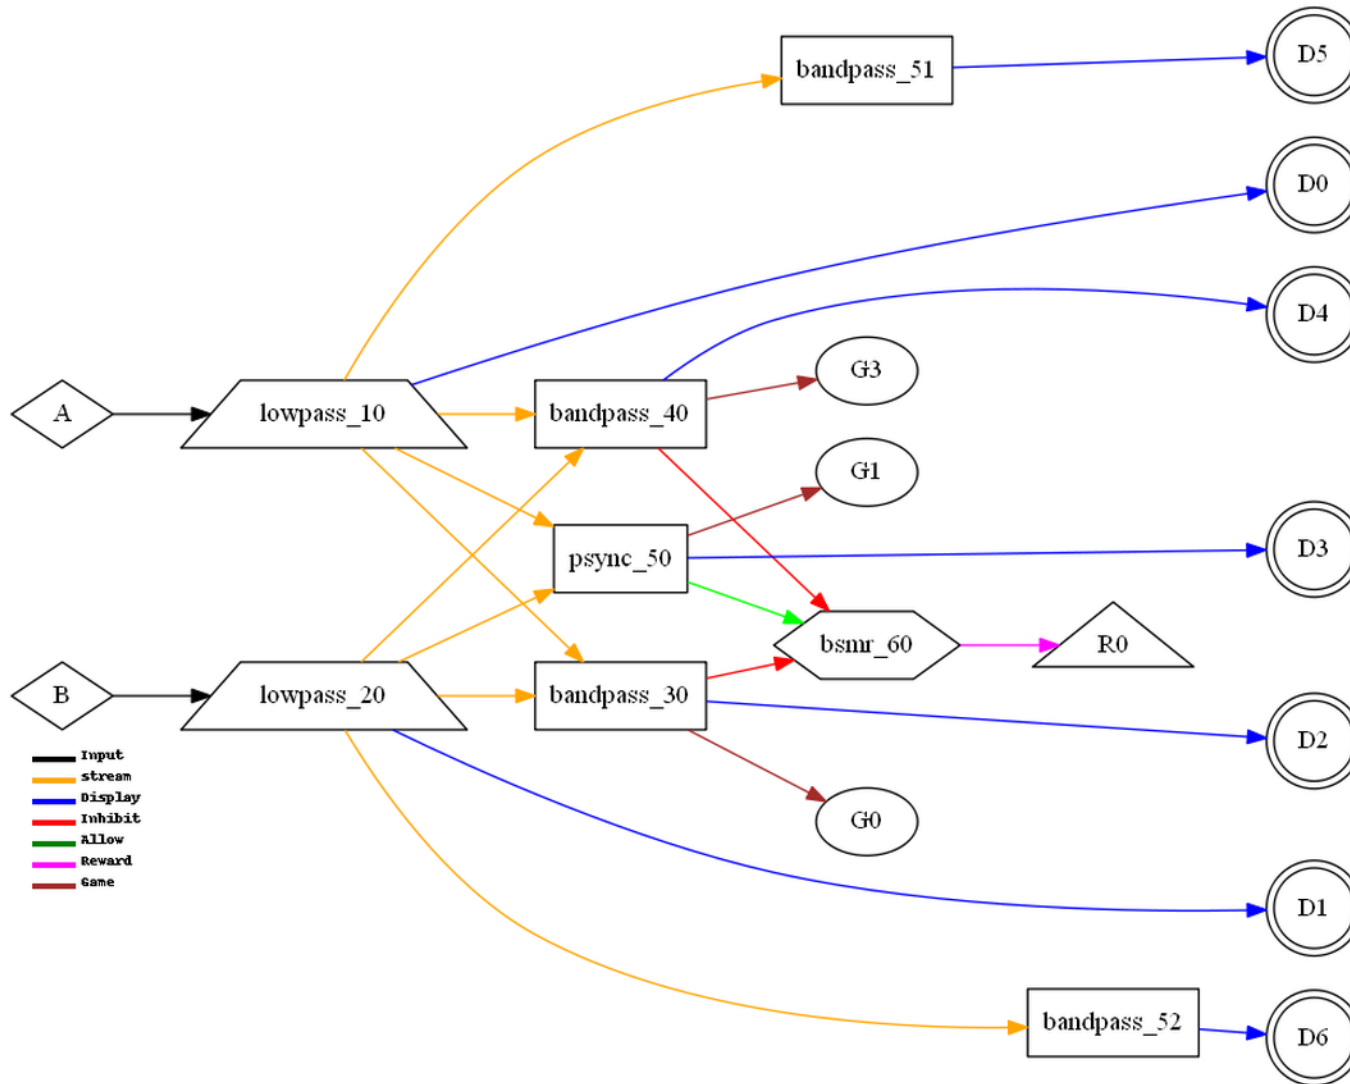 bandpass_51
D5
D0
D4
G3
A
lowpass_10
bandpass_40
G1
psync_50
D3
bsmr_60
R0
B
lowpass_20
bandpass_30
D2
Input
stream
Display
Inhibit
Allow
Reward
Game
G0
D1
bandpass_52
D6